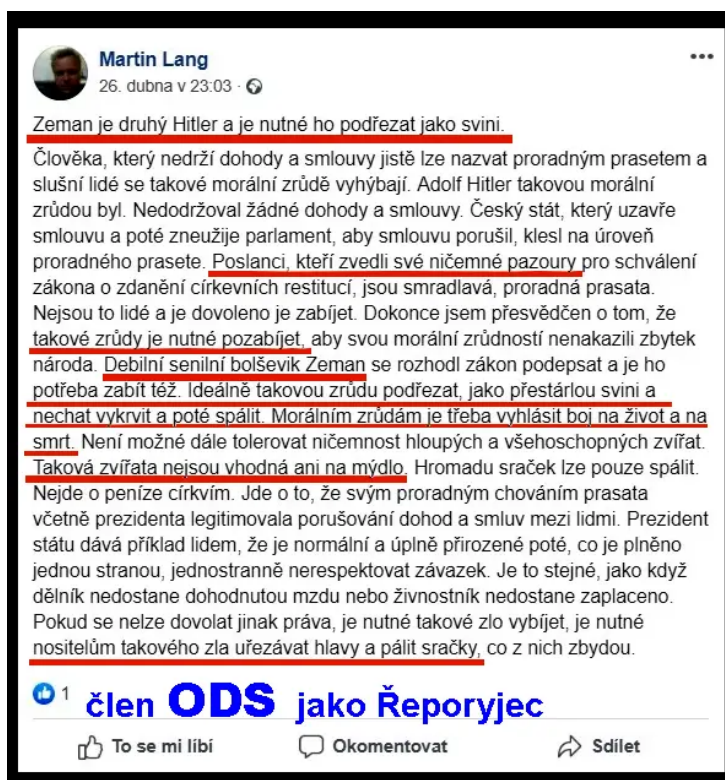 Martin Lang
26. dubna v 23:03 ·
Zeman je druhý Hitler a je nutné ho podřezat jako svini.
Člověka, který nedrží dohody a smlouvy jistě lze nazvat proradným prasetem a
slušní lidé se takové morální zrůdě vyhýbají. Adolf Hitler takovou morální
zrůdou byl. Nedodržoval žádné dohody a smlouvy. Český stát, který uzavře
smlouvu a poté zneužije parlament, aby smlouvu porušil, klesl na úroveň
proradného prasete. Poslanci, kteří zvedli své ničemné pazoury pro schválení
zákona o zdanění církevních restitucí, jsou smradlavá, proradná prasata.
Nejsou to lidé a je dovoleno je zabíjet. Dokonce jsem přesvědčen o tom, že
takové zrůdy je nutné pozabíjet, aby svou morální zrůdností nenakazili zbytek
národa. Debilní senilní bolševik Zeman se rozhodl zákon podepsat a je ho
potřeba zabít též. Ideálně takovou zrůdu podřezat, jako přestárlou svini a
nechat vykrvit a poté spálit. Morálním zrůdám je třeba vyhlásit boj na život a na
smrt. Není možné dále tolerovat ničemnost hloupých a všehoschopných zvířat.
Taková zvířata nejsou vhodná ani na mýdlo. Hromadu sraček lze pouze spálit.
Nejde o peníze církvím. Jde o to, že svým proradným chováním prasata
včetně prezidenta legitimovala porušování dohod a smluv mezi lidmi. Prezident
státu dává příklad lidem, že je normální a úplně přirozené poté, co je plněno
jednou stranou, jednostranně nerespektovat závazek. Je to stejné, jako když
dělník nedostane dohodnutou mzdu nebo živnostník nedostane zaplaceno.
Pokud se nelze dovolat jinak práva, je nutné takové zlo vybíjet, je nutné
nositelům takového zla uřezávat hlavy a pálit sračky, co z nich zbydou.
1 člen ODS jako Řeporyjec
To se mi líbí Okomentovat Sdílet